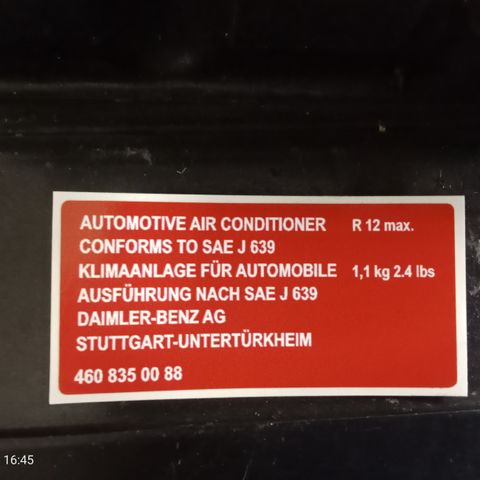 AUTOMOTIVE AIR CONDITIONER R 12 max.
CONFORMS TO SAE J 639
KLIMAANLAGE FÜR AUTOMOBILE 1,1 kg 2.4 lbs
AUSFÜHRUNG NACH SAE J 639
DAIMLER-BENZ AG
STUTTGART-UNTERTÜRKHEIM
460 835 00 88
16:45